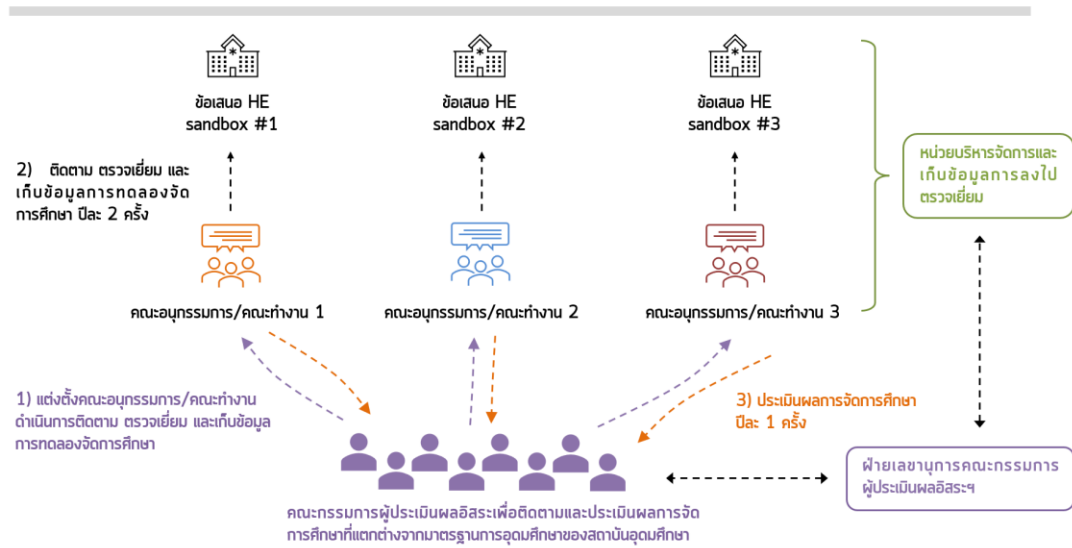 ข้อเสนอ HE
sandbox #1
ข้อเสนอ HE
sandbox #2
ข้อเสนอ HE
sandbox #3
2) ติดตาม ตรวจเยี่ยม และ
เก็บข้อมูลการทดลองจัด
การศึกษา ปีละ 2 ครั้ง
หน่วยบริหารจัดการและ
เก็บข้อมูลการลงไป
ตรวจเยี่ยม
คณะอนุกรรมการ/คณะทำงาน 1
คณะอนุกรรมการ/คณะทำงาน 2
คณะอนุกรรมการ/คณะทำงาน 3
1) แต่งตั้งคณะอนุกรรมการ/คณะทำงาน
ดำเนินการติดตาม ตรวจเยี่ยม และเก็บข้อมูล
การทดลองจัดการศึกษา
3) ประเมินผลการจัดการศึกษา
ปีละ 1 ครั้ง
ฝ่ายเลขานุการคณะกรรมการ
ผู้ประเมินผลอิสระฯ
คณะกรรมการผู้ประเมินผลอิสระเพื่อติดตามและประเมินผลการจัด
การศึกษาที่แตกต่างจากมาตรฐานการอุดมศึกษาของสถาบันอุดมศึกษา